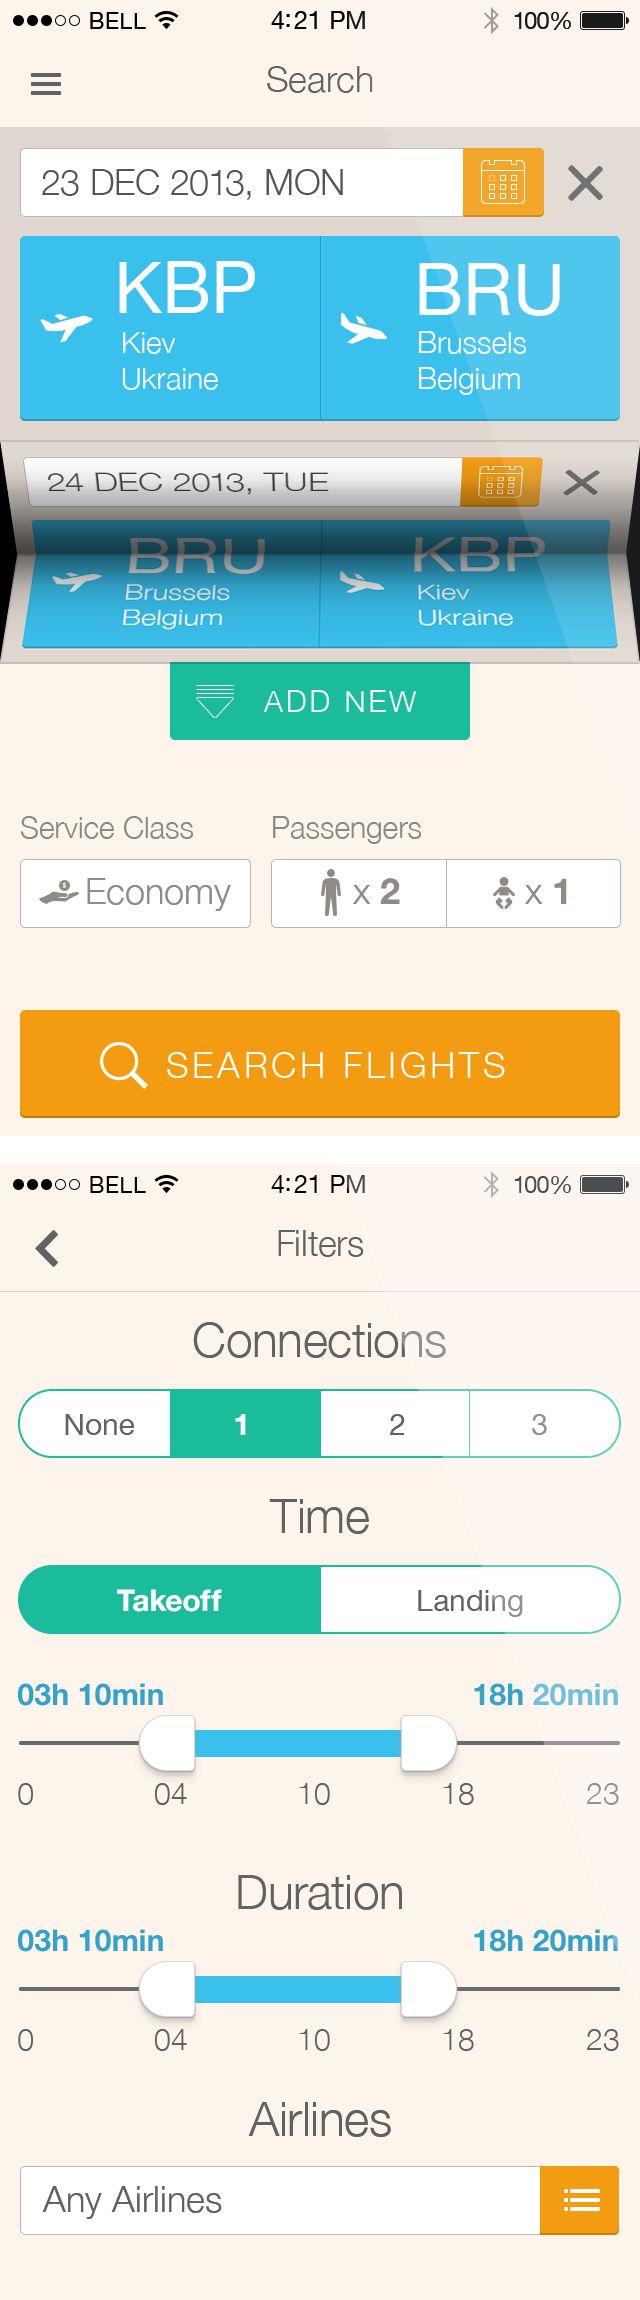 BELL 4:21 PM 100%
Search
23 DEC 2013, MON
KBP BRU
Kiev Brussels
Ukraine Belgium
24 DEC 2013, TUE
BRU KBP
Brussels Kiev
Belgium Ukraine
ADD NEW
Service Class Passengers
Economy x 2 x 1
SEARCH FLIGHTS
BELL 4:21 PM 100%
Filters
Connections
None 1 2 3
Time
Takeoff Landing
03h 10min 18h 20min
0 04 10 18 23
Duration
03h 10min 18h 20min
0 04 10 18 23
Airlines
Any Airlines